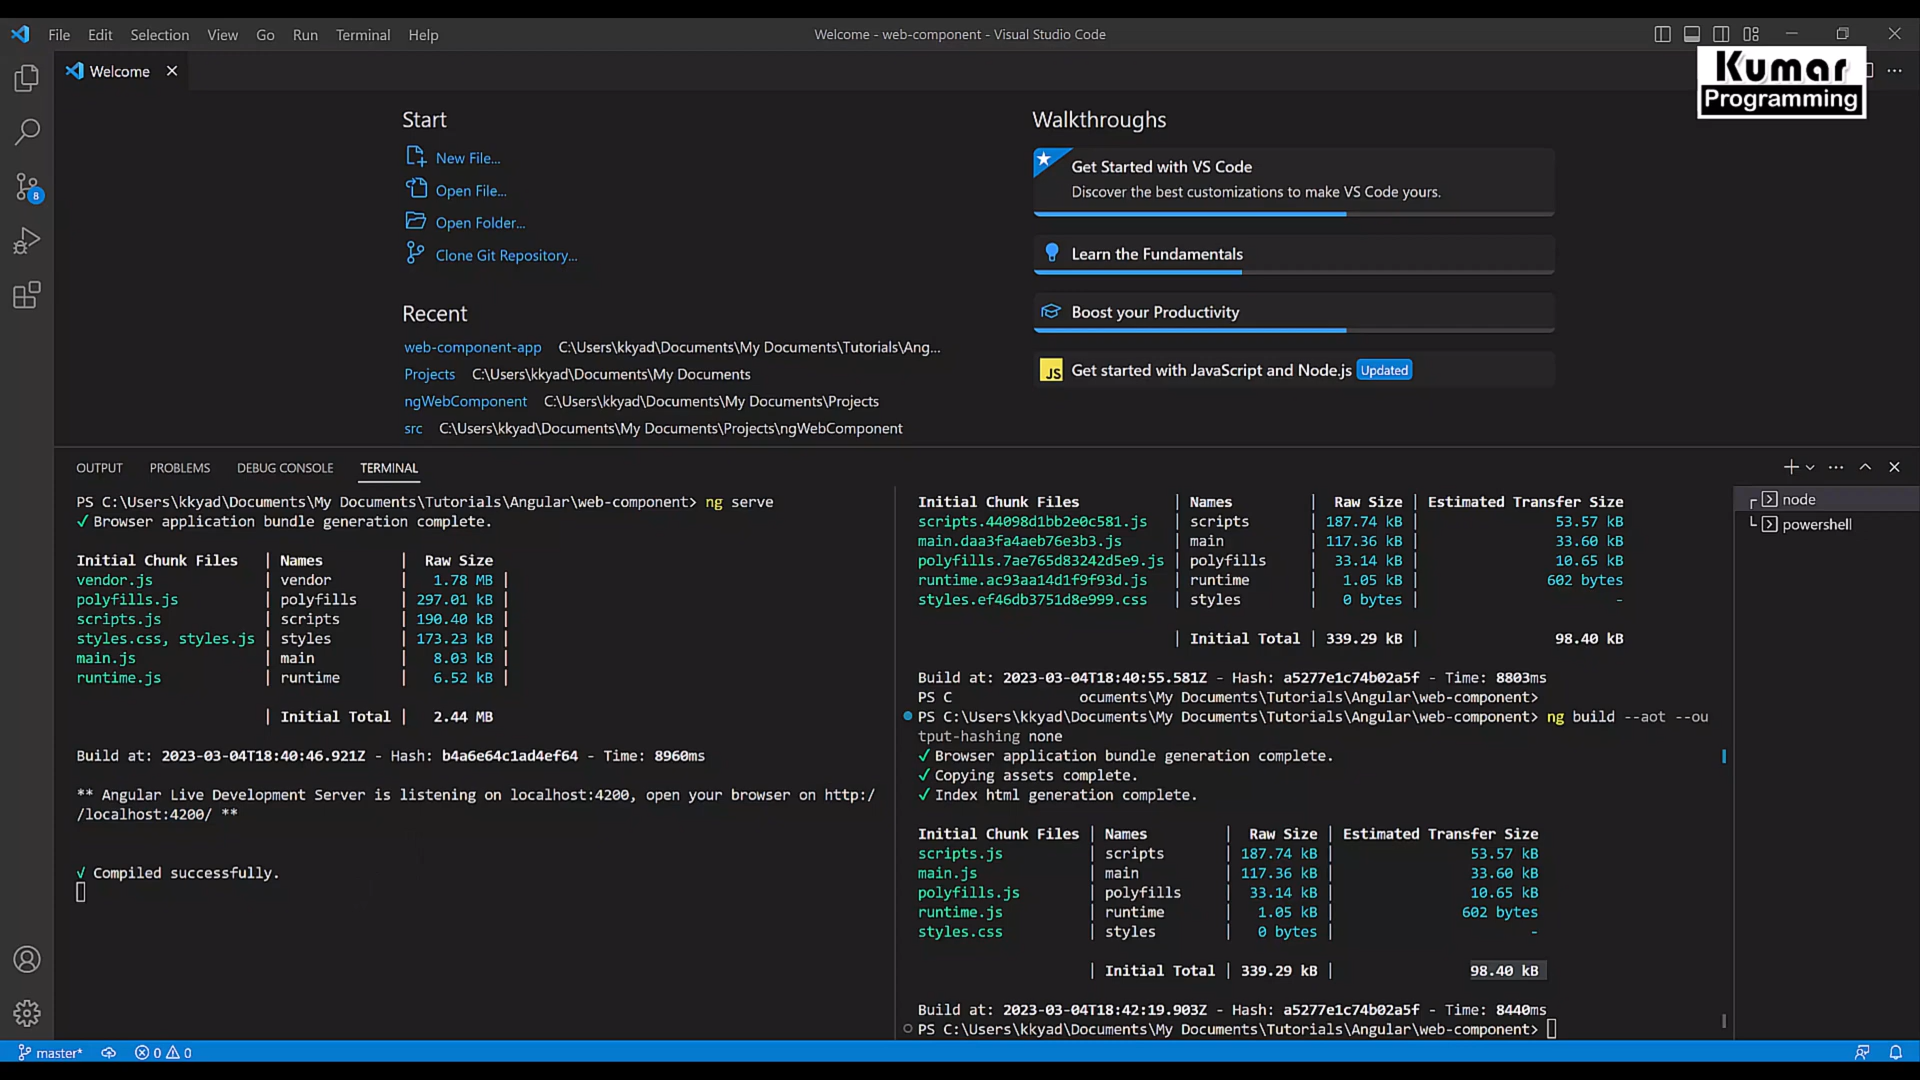 File Edit Selection View Go Run Terminal Help
Welcome - web-component - Visual Studio Code
Kumar
Programming
Welcome
Start
New File...
Open File...
Open Folder...
Clone Git Repository...
Recent
web-component-app C:\Users\kkyad\Documents\My Documents\Tutorials\Ang...
Projects C:\Users\kkyad\Documents\My Documents
ngWebComponent C:\Users\kkyad\Documents\My Documents\Projects
src C:\Users\kkyad\Documents\My Documents\Projects\ngWebComponent
Walkthroughs
Get Started with VS Code
Discover the best customizations to make VS Code yours.
Learn the Fundamentals
Boost your Productivity
JS Get started with JavaScript and Node.js Updated
8
OUTPUT PROBLEMS DEBUG CONSOLE TERMINAL
PS C:\Users\kkyad\Documents\My Documents\Tutorials\Angular\web-component> ng serve
✓ Browser application bundle generation complete.
Initial Chunk Files | Names | Raw Size
vendor.js | vendor | 1.78 MB |
polyfills.js | polyfills | 297.01 kB |
scripts.js | scripts | 190.40 kB |
styles.css, styles.js | styles | 173.23 kB |
main.js | main | 8.03 kB |
runtime.js | runtime | 6.52 kB |
| Initial Total | 2.44 MB
Build at: 2023-03-04T18:40:46.921Z - Hash: b4a6e64c1ad4ef64 - Time: 8960ms
** Angular Live Development Server is listening on localhost:4200, open your browser on http:/
/localhost:4200/ **
√ Compiled successfully.
Initial Chunk Files | Names | Raw Size | Estimated Transfer Size
scripts.44098d1bb2e0c581.js | scripts | 187.74 kB | 53.57 kB
main.daa3fa4aeb76e3b3.js | main | 117.36 kB | 33.60 kB
polyfills.7ae765d83242d5e9.js | polyfills | 33.14 kB | 10.65 kB
runtime.ac93aa14d1f9f93d.js | runtime | 1.05 kB | 602 bytes
styles.ef46db3751d8e999.css | styles | 0 bytes | -
| Initial Total | 339.29 kB | 98.40 kB
Build at: 2023-03-04T18:40:55.581Z - Hash: a5277e1c74b02a5f - Time: 8803ms
PS C ocuments\My Documents\Tutorials\Angular\web-component>
PS C:\Users\kkyad\Documents\My Documents\Tutorials\Angular\web-component> ng build --aot --ou
tput-hashing none
✓ Browser application bundle generation complete.
✓ Copying assets complete.
✓ Index html generation complete.
Initial Chunk Files | Names | Raw Size | Estimated Transfer Size
scripts.js | scripts | 187.74 kB | 53.57 kB
main.js | main | 117.36 kB | 33.60 kB
polyfills.js | polyfills | 33.14 kB | 10.65 kB
runtime.js | runtime | 1.05 kB | 602 bytes
styles.css | styles | 0 bytes | -
| Initial Total | 339.29 kB | 98.40 kB
Build at: 2023-03-04T18:42:19.903Z - Hash: a5277e1c74b02a5f - Time: 8440ms
PS C:\Users\kkyad\Documents\My Documents\Tutorials\Angular\web-component>
node
powershell
master* 0 0